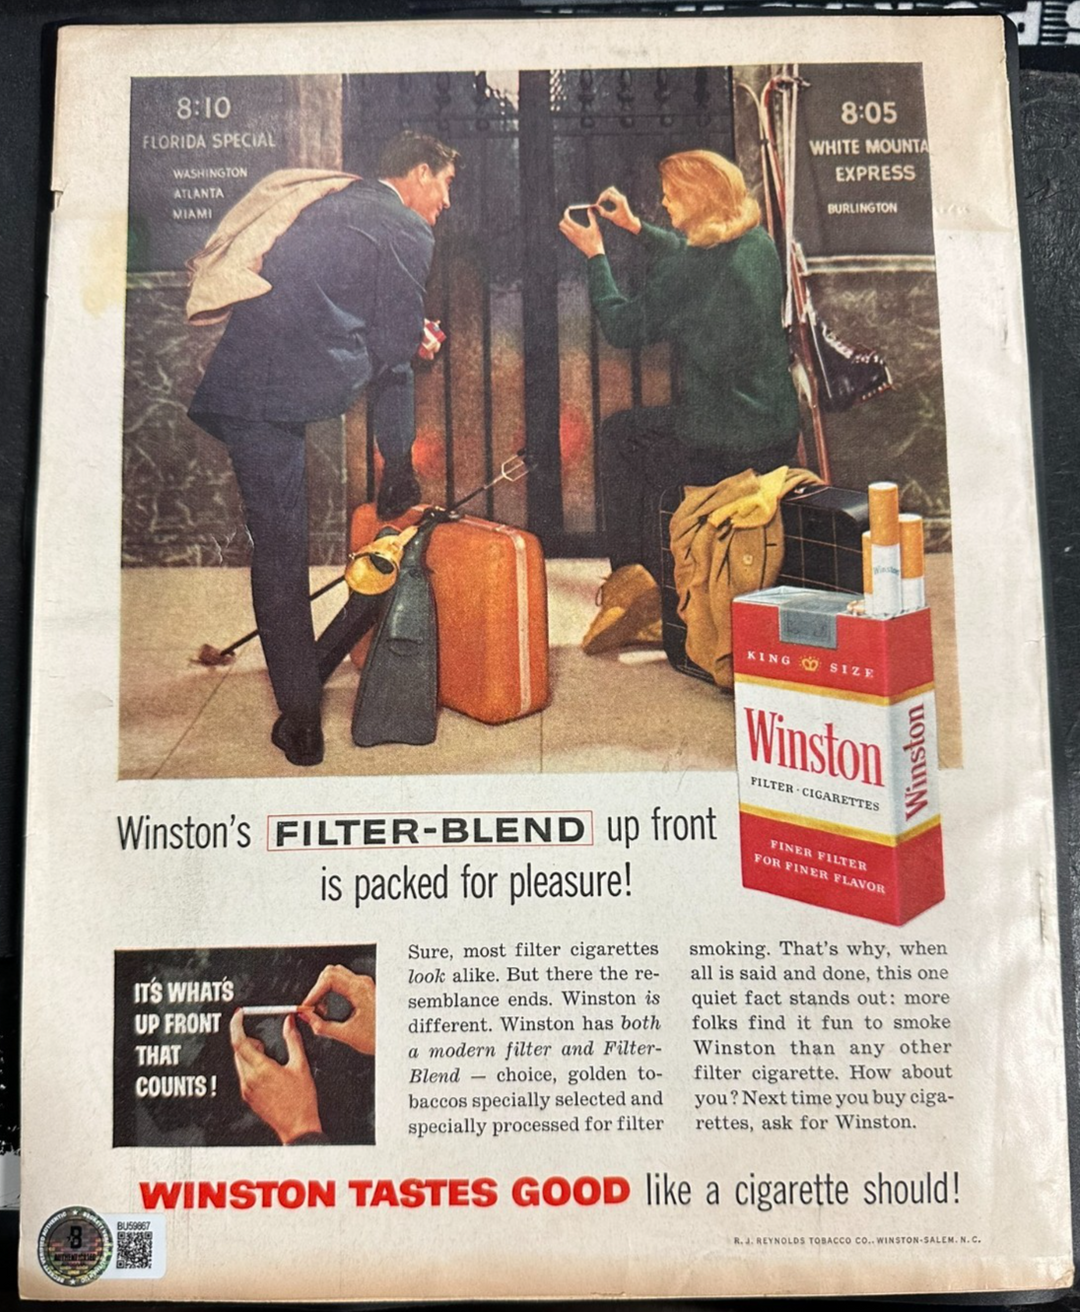 8:10
FLORIDA SPECIAL
WASHINGTON
ATLANTA
MIAMI
8:05
WHITE MOUNTA
EXPRESS
BURLINGTON
Winston
KING SIZE
Winston
FILTER · CIGARETTES
FINER FILTER
FOR FINER FLAVOR
Winston
Winston's FILTER-BLEND up front
is packed for pleasure!
IT'S WHAT'S
UP FRONT
THAT
COUNTS!
Sure, most filter cigarettes
look alike. But there the re-
semblance ends. Winston is
different. Winston has both
a modern filter and Filter-
Blend — choice, golden to-
baccos specially selected and
specially processed for filter
smoking. That's why, when
all is said and done, this one
quiet fact stands out: more
folks find it fun to smoke
Winston than any other
filter cigarette. How about
you? Next time you buy ciga-
rettes, ask for Winston.
WINSTON TASTES GOOD like a cigarette should!
R. J. REYNOLDS TOBACCO CO., WINSTON-SALEM, N. C.
BU59867